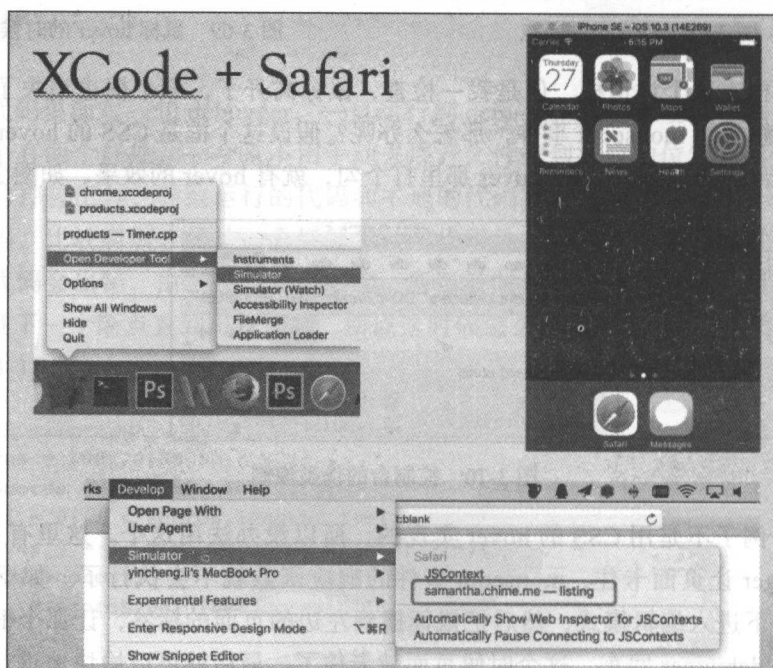 iPhone SE – iOS 10.3 (14E269)
Carrier
6:16 PM
XCode + Safari
Thursday
27
Calendar
Photos
Maps
Wallet
Reminders
News
Health
Settings
chrome.xcodeproj
products.xcodeproj
products — Timer.cpp
Open Developer Tool
Options
Show All Windows
Hide
Quit
Instruments
Simulator
Simulator (Watch)
Accessibility Inspector
FileMerge
Application Loader
Ps
Ps
Safari
Messages
rks Develop Window Help
Open Page With
User Agent
Simulator
yincheng.li's MacBook Pro
Experimental Features
Enter Responsive Design Mode ⌥⌘R
Show Snippet Editor
t:blank
Safari
JSContext
samantha.chime.me — listing
Automatically Show Web Inspector for JSContexts
Automatically Pause Connecting to JSContexts